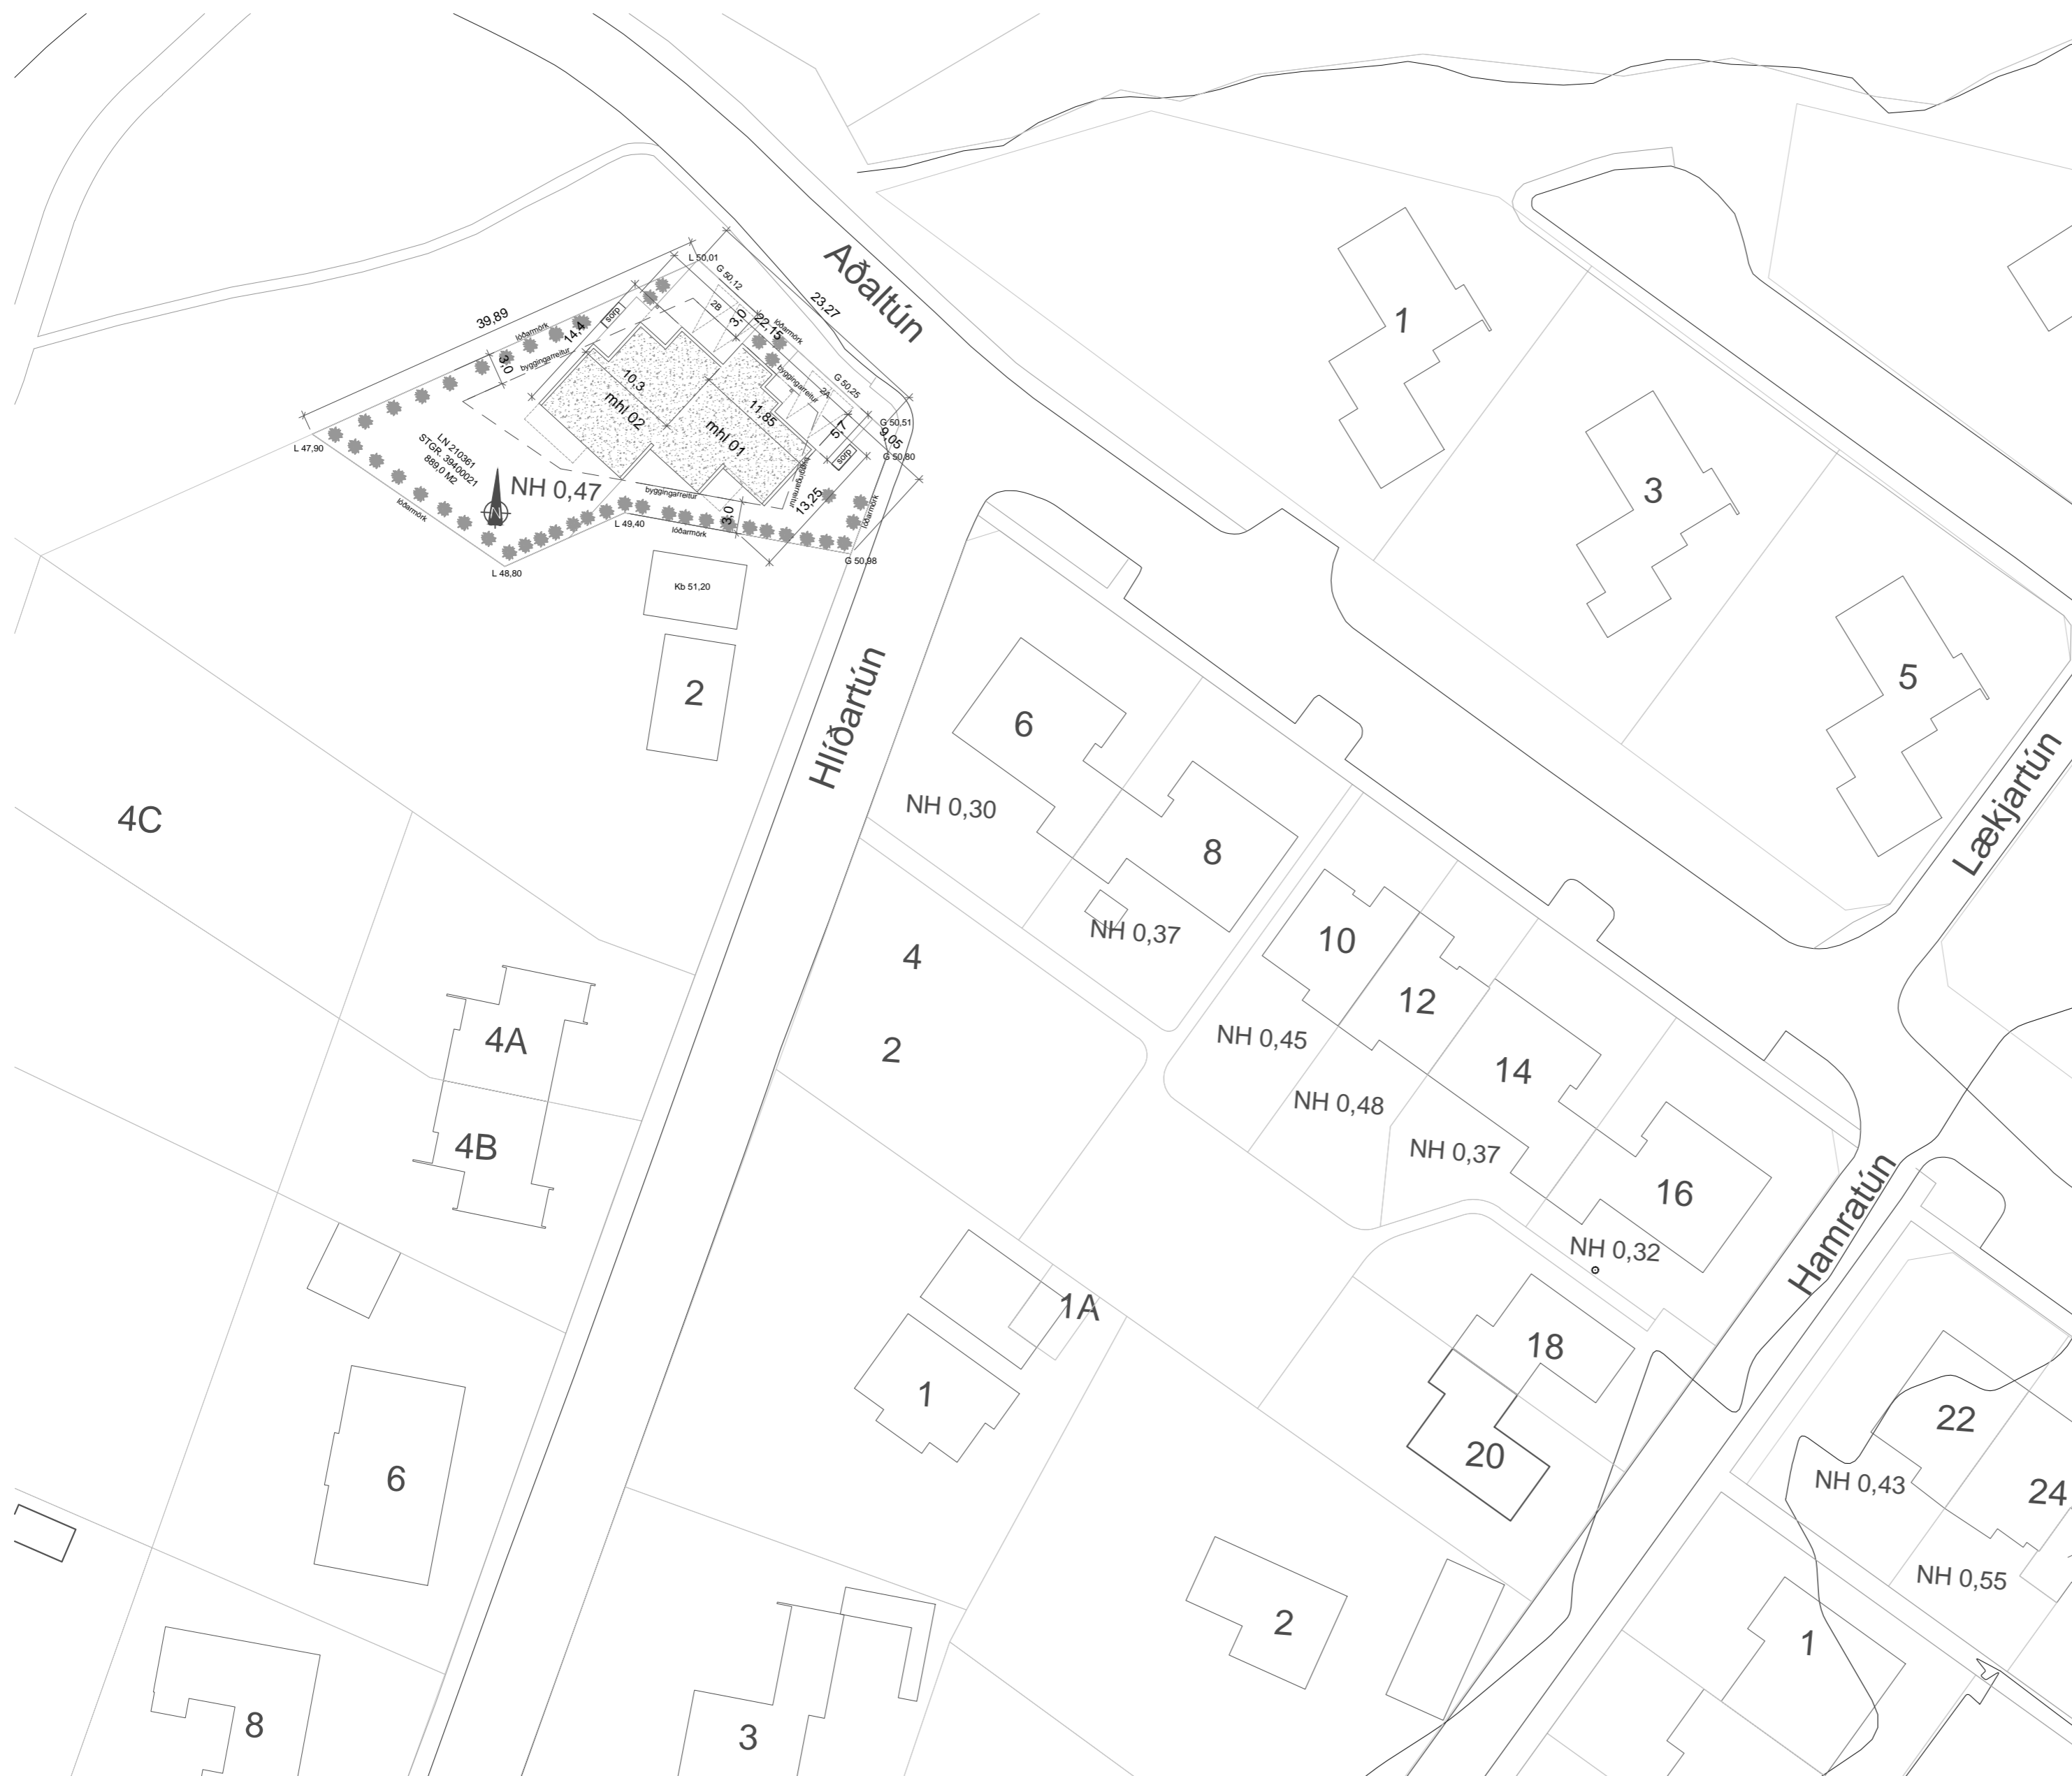 Aðaltún
L 50,01
G 50,12
23,27
39,89
lóðarmörk
14,4
sorp
2B
3,0
22,15
lóðarmörk
byggingarreitur
3,0
byggingarreitur
2A
G 50,25
10,3
mhl 02
11,85
mhl 01
5,7
G 50,51
9,05
G 50,80
sorp
L 47,90
LN 210361
STGR. 39400021
889,0 M2
NH 0,47
N
byggingarreitur
byggingarreitur
13,25
lóðarmörk
lóðarmörk
3,0
L 49,40
lóðarmörk
L 48,80
G 50,98
Kb 51,20
2
Hlíðartún
1
3
5
Lækjartún
6
NH 0,30
8
NH 0,37
4C
4
2
10
12
NH 0,45
NH 0,48
14
NH 0,37
16
NH 0,32
Hamratún
4A
4B
1A
1
18
20
22
NH 0,43
24
NH 0,55
6
2
1
8
3